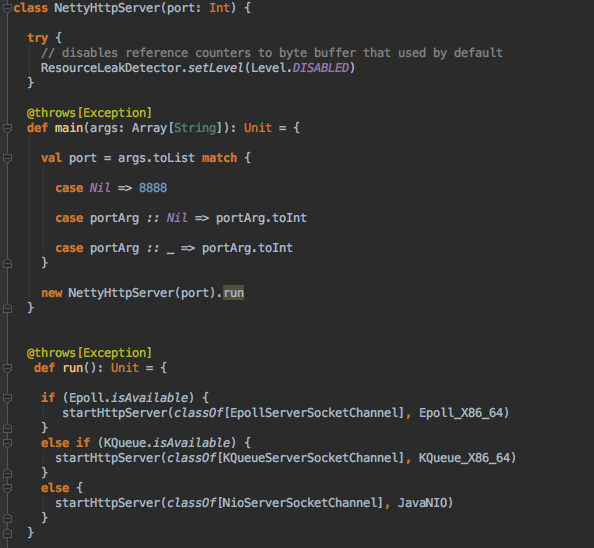 class NettyHttpServer(port: Int) {
try {
// disables reference counters to byte buffer that used by default
ResourceLeakDetector.setLevel(Level.DISABLED)
}
@throws[Exception]
def main(args: Array[String]): Unit = {
val port = args.toList match {
case Nil => 8888
case portArg :: Nil => portArg.toInt
case portArg :: _ => portArg.toInt
}
new NettyHttpServer(port).run
}
@throws[Exception]
def run(): Unit = {
if (Epoll.isAvailable) {
startHttpServer(classOf[EpollServerSocketChannel], Epoll_X86_64)
}
else if (KQueue.isAvailable) {
startHttpServer(classOf[KQueueServerSocketChannel], KQueue_X86_64)
}
else {
startHttpServer(classOf[NioServerSocketChannel], JavaNIO)
}
}